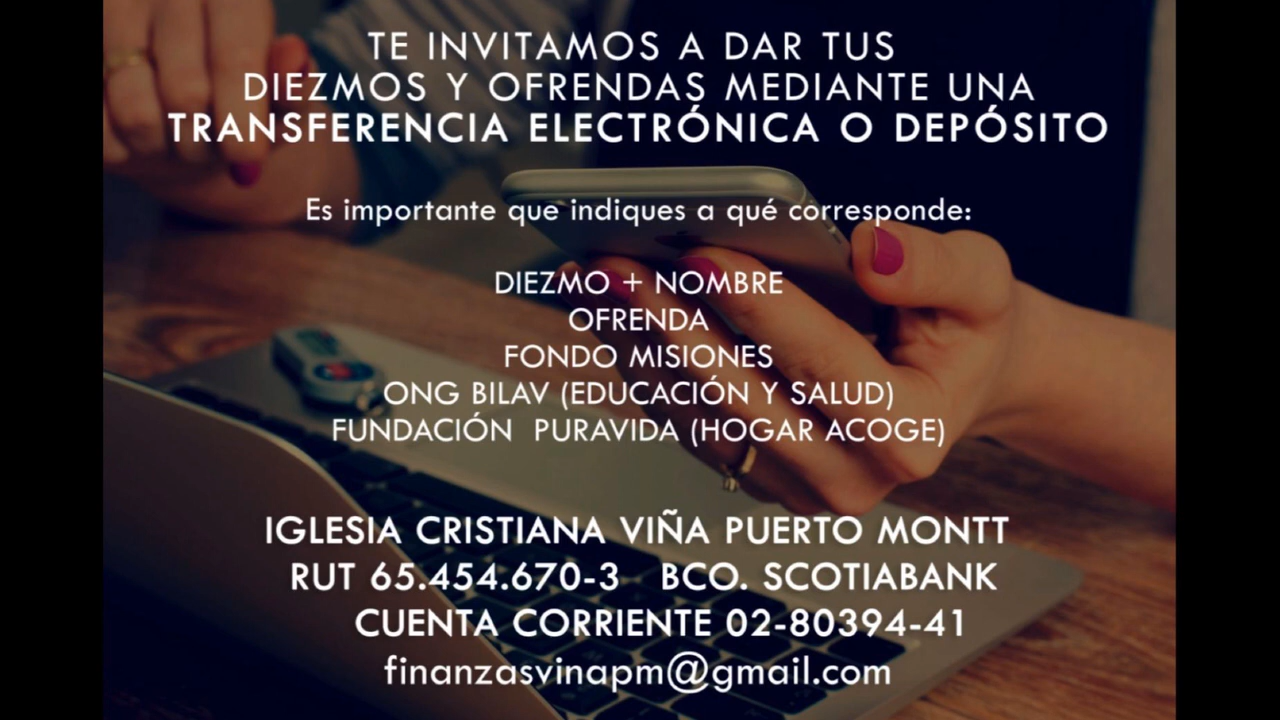 TE INVITAMOS A DAR TUS
DIEZMOS Y OFRENDAS MEDIANTE UNA
TRANSFERENCIA ELECTRÓNICA O DEPÓSITO
Es importante que indiques a qué corresponde:
DIEZMO + NOMBRE
OFRENDA
FONDO MISIONES
ONG BILAV (EDUCACIÓN Y SALUD)
FUNDACIÓN PURAVIDA (HOGAR ACOGE)
IGLESIA CRISTIANA VIÑA PUERTO MONTT
RUT 65.454.670-3 BCO. SCOTIABANK
CUENTA CORRIENTE 02-80394-41
finanzasvinapm@gmail.com